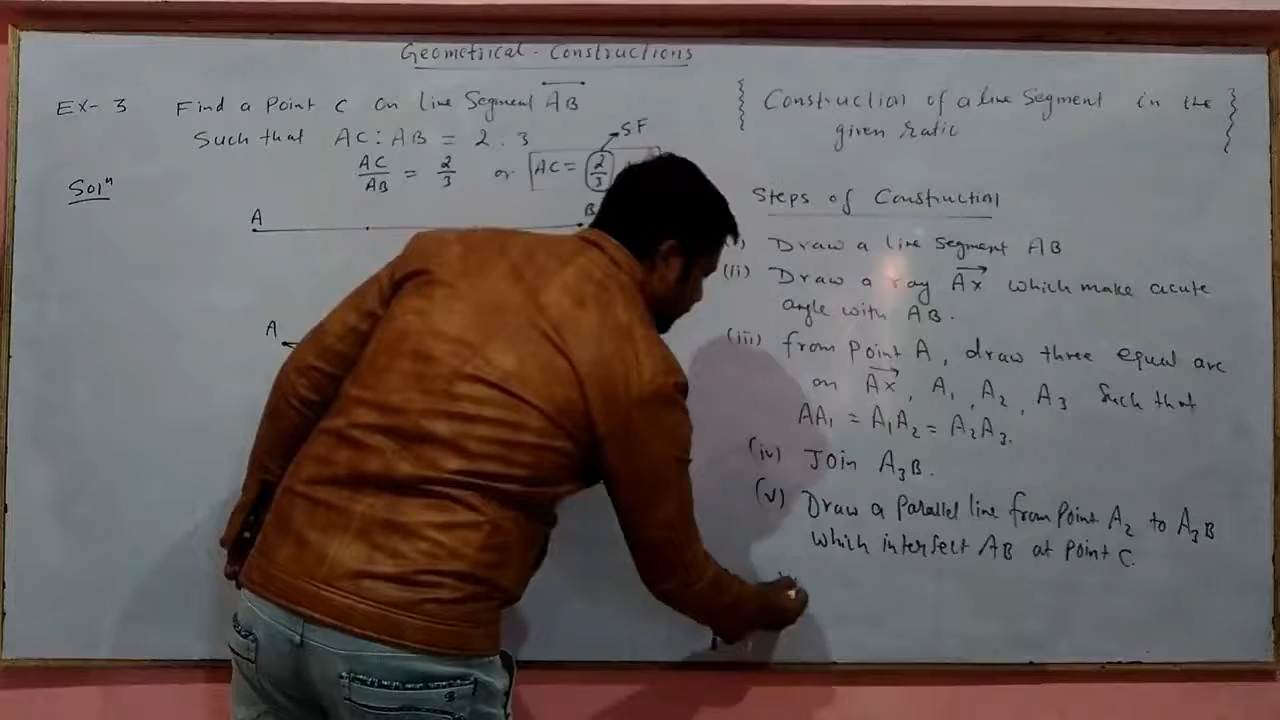 Geometrical - Constructions
Ex- 3 Find a Point C on line Segment AB
Such that AC : AB = 2 : 3
SF
AC/AB = 2/3 or AC = 2/3
Solⁿ
A B
A
{ Construction of a line Segment in the
given ratio }
Steps of Construction
(i) Draw a line segment AB
(ii) Draw a ray AX which make acute
angle with AB.
(iii) from point A, draw three equal arc
on AX, A₁, A₂, A₃ such that
AA₁ = A₁A₂ = A₂A₃.
(iv) Join A₃B.
(v) Draw a parallel line from Point A₂ to A₃B
which intersect AB at point C.